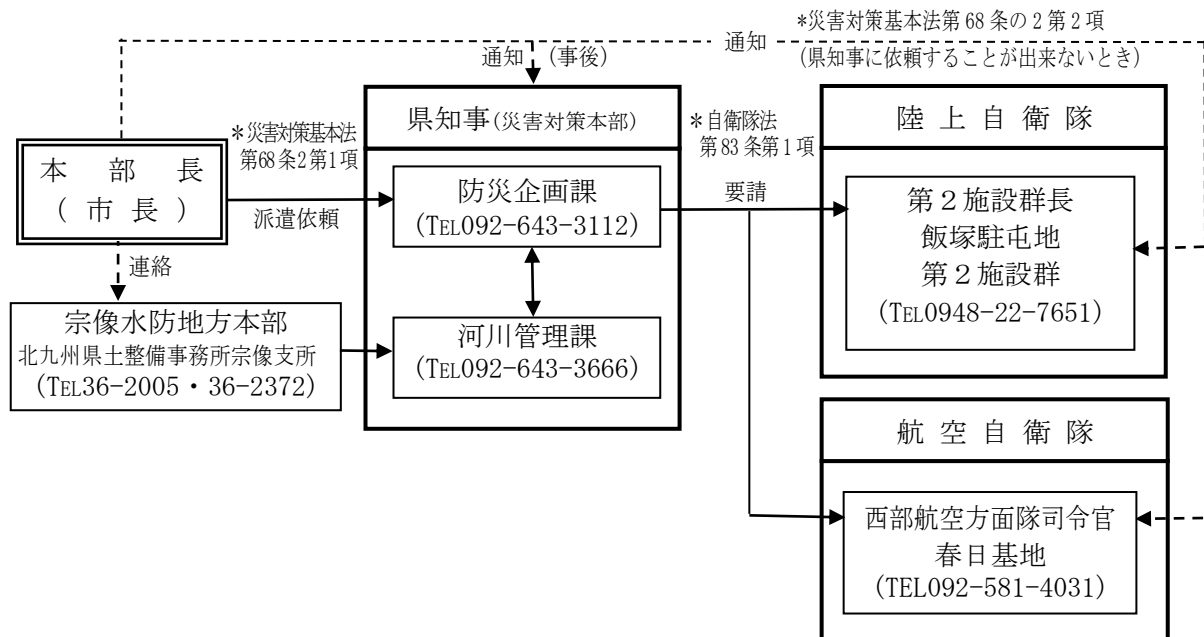 *災害対策基本法第68条の2第2項
通知
(県知事に依頼することが出来ないとき)
通知 (事後)
県知事(災害対策本部)
陸上自衛隊
*災害対策基本法
第68条2第1項
*自衛隊法
第83条第1項
本部長
(市長)
派遣依頼
防災企画課
(TEL092-643-3112)
要請
第2施設群長
飯塚駐屯地
第2施設群
(TEL0948-22-7651)
連絡
宗像水防地方本部
北九州県土整備事務所宗像支所
(TEL36-2005・36-2372)
河川管理課
(TEL092-643-3666)
航空自衛隊
西部航空方面隊司令官
春日基地
(TEL092-581-4031)